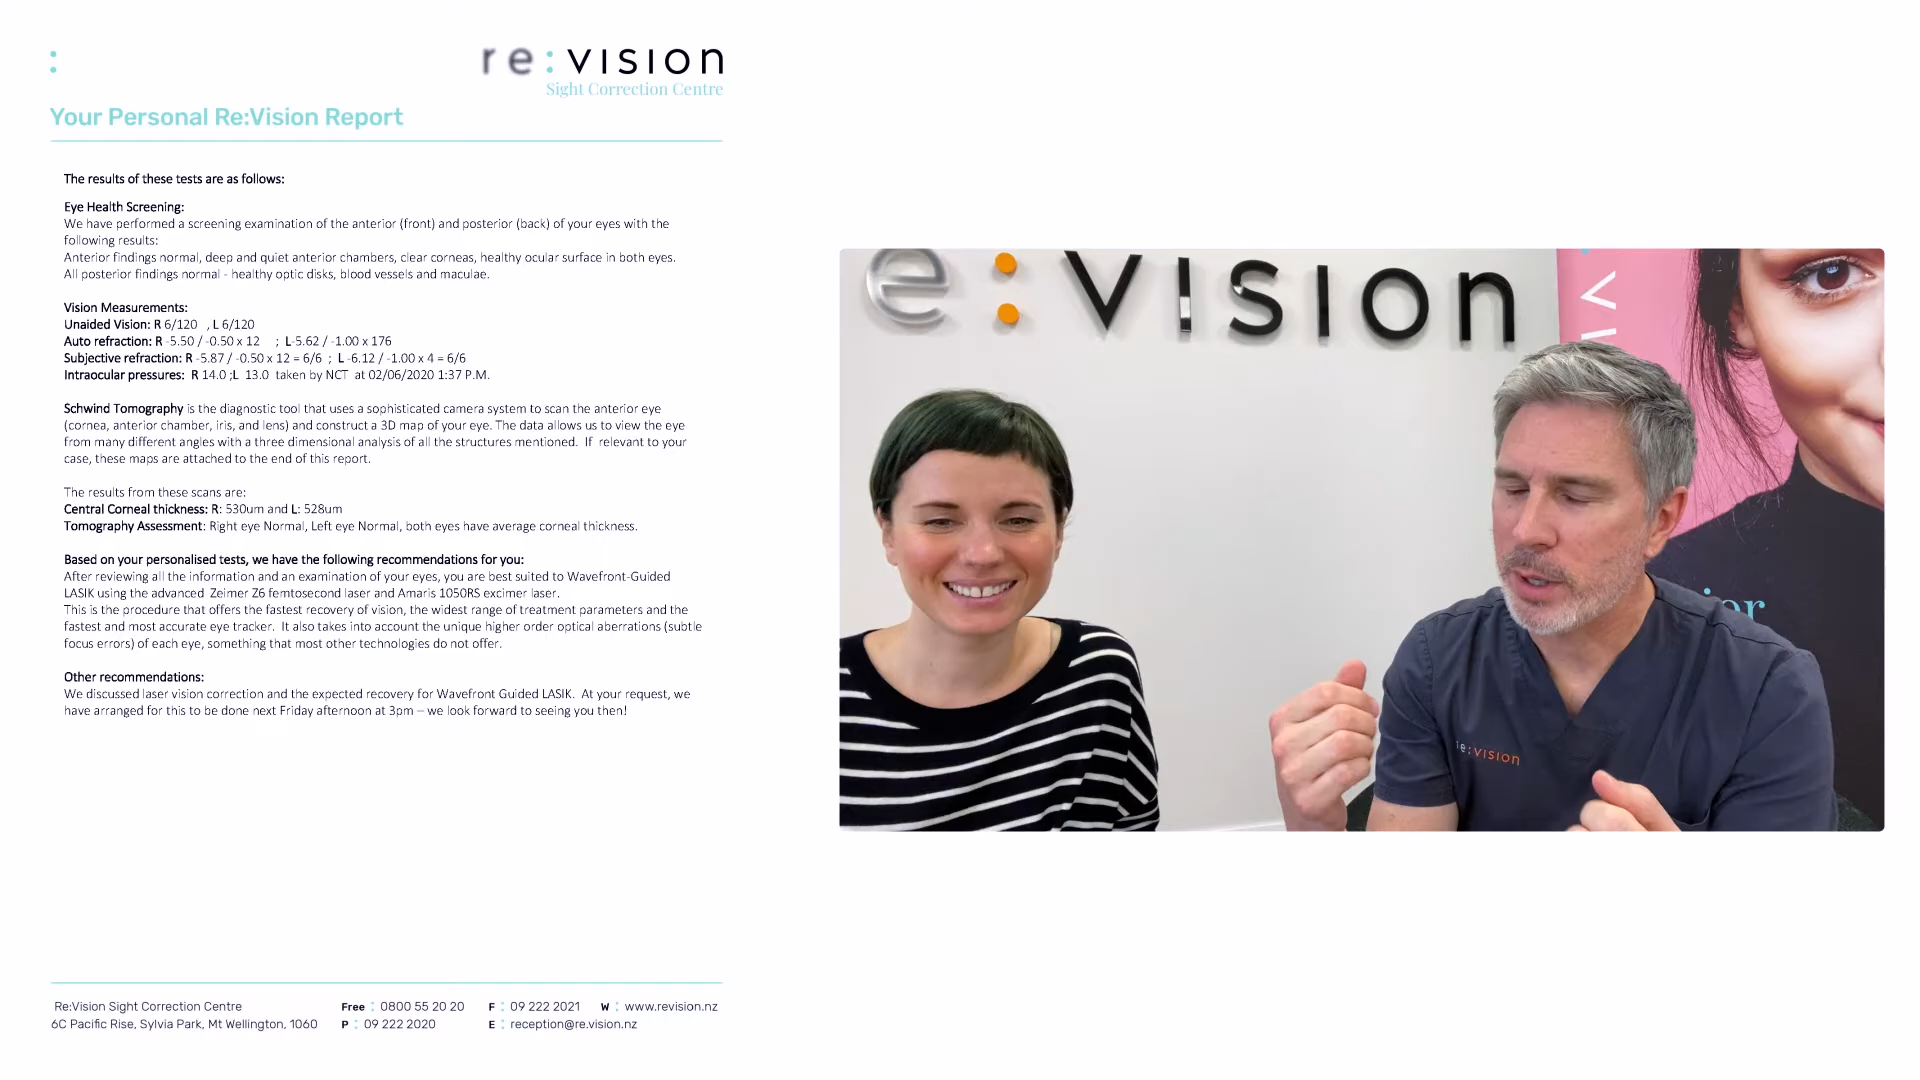 :
re:vision
Sight Correction Centre
Your Personal Re:Vision Report
The results of these tests are as follows:
Eye Health Screening:
We have performed a screening examination of the anterior (front) and posterior (back) of your eyes with the
following results:
Anterior findings normal, deep and quiet anterior chambers, clear corneas, healthy ocular surface in both eyes.
All posterior findings normal - healthy optic disks, blood vessels and maculae.
Vision Measurements:
Unaided Vision: R 6/120 , L 6/120
Auto refraction: R -5.50 / -0.50 x 12 ; L-5.62 / -1.00 x 176
Subjective refraction: R -5.87 / -0.50 x 12 = 6/6 ; L -6.12 / -1.00 x 4 = 6/6
Intraocular pressures: R 14.0 ;L 13.0 taken by NCT at 02/06/2020 1:37 P.M.
Schwind Tomography is the diagnostic tool that uses a sophisticated camera system to scan the anterior eye
(cornea, anterior chamber, iris, and lens) and construct a 3D map of your eye. The data allows us to view the eye
from many different angles with a three dimensional analysis of all the structures mentioned. If relevant to your
case, these maps are attached to the end of this report.
The results from these scans are:
Central Corneal thickness: R: 530um and L: 528um
Tomography Assessment: Right eye Normal, Left eye Normal, both eyes have average corneal thickness.
Based on your personalised tests, we have the following recommendations for you:
After reviewing all the information and an examination of your eyes, you are best suited to Wavefront-Guided
LASIK using the advanced Zeimer Z6 femtosecond laser and Amaris 1050RS excimer laser.
This is the procedure that offers the fastest recovery of vision, the widest range of treatment parameters and the
fastest and most accurate eye tracker. It also takes into account the unique higher order optical aberrations (subtle
focus errors) of each eye, something that most other technologies do not offer.
Other recommendations:
We discussed laser vision correction and the expected recovery for Wavefront Guided LASIK. At your request, we
have arranged for this to be done next Friday afternoon at 3pm – we look forward to seeing you then!
Re:Vision Sight Correction Centre Free : 0800 55 20 20 F : 09 222 2021 W : www.revision.nz
6C Pacific Rise, Sylvia Park, Mt Wellington, 1060 P : 09 222 2020 E : reception@re.vision.nz
e:vision
re:vision